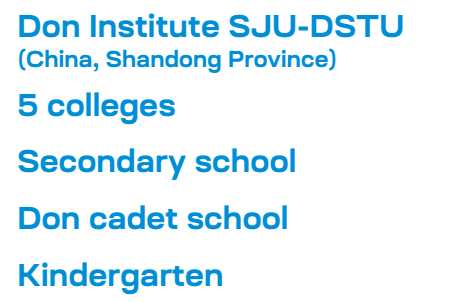 Don Institute SJU-DSTU
(China, Shandong Province)
5 colleges
Secondary school
Don cadet school
Kindergarten